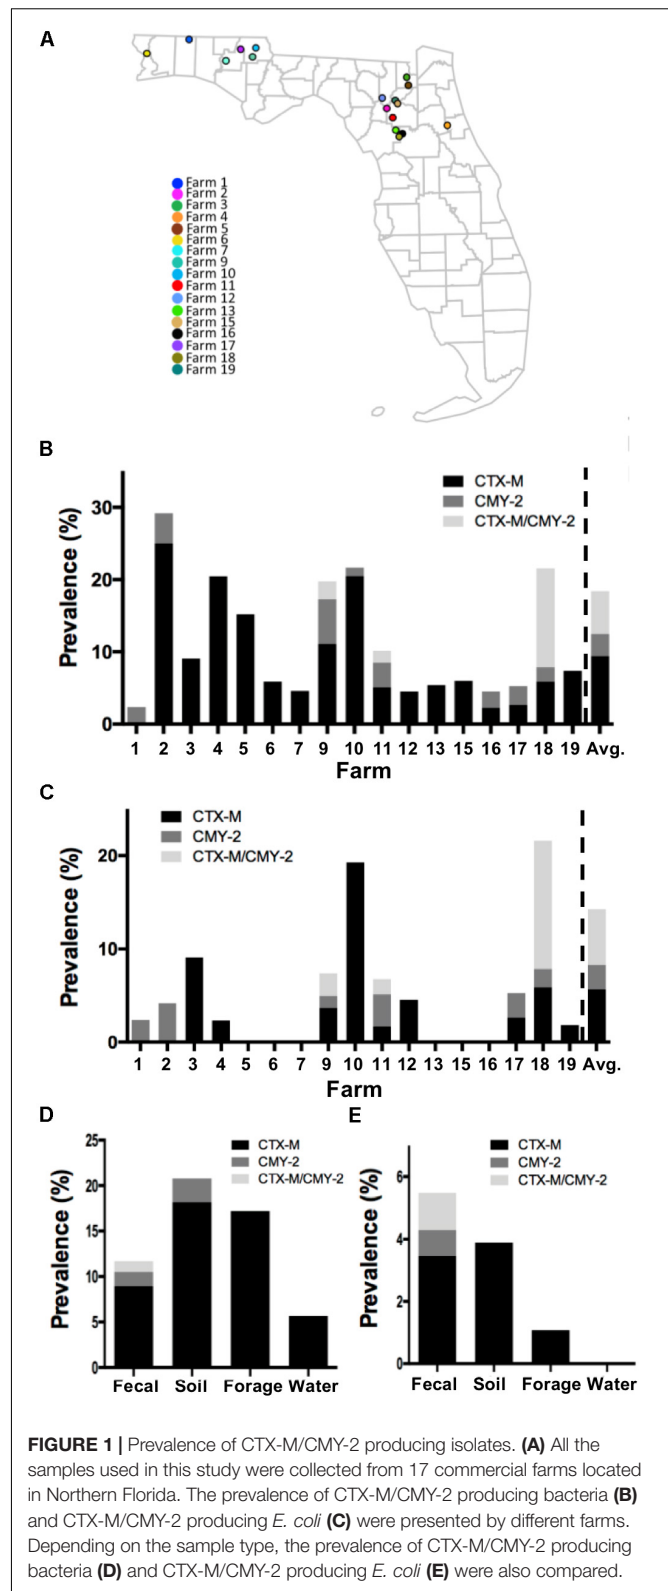 A
Farm 1
Farm 2
Farm 3
Farm 4
Farm 5
Farm 6
Farm 7
Farm 9
Farm 10
Farm 11
Farm 12
Farm 13
Farm 15
Farm 16
Farm 17
Farm 18
Farm 19
B
CTX-M
CMY-2
CTX-M/CMY-2
Prevalence (%)
30
20
10
0
1 2 3 4 5 6 7 9 10 11 12 13 15 16 17 18 19 Avg.
Farm
C
CTX-M
CMY-2
CTX-M/CMY-2
Prevalence (%)
20
10
0
1 2 3 4 5 6 7 9 10 11 12 13 15 16 17 18 19 Avg.
Farm
D
CTX-M
CMY-2
CTX-M/CMY-2
Prevalence (%)
25
20
15
10
5
0
Fecal Soil Forage Water
E
CTX-M
CMY-2
CTX-M/CMY-2
Prevalence (%)
6
4
2
0
Fecal Soil Forage Water
FIGURE 1 | Prevalence of CTX-M/CMY-2 producing isolates. (A) All the
samples used in this study were collected from 17 commercial farms located
in Northern Florida. The prevalence of CTX-M/CMY-2 producing bacteria (B)
and CTX-M/CMY-2 producing E. coli (C) were presented by different farms.
Depending on the sample type, the prevalence of CTX-M/CMY-2 producing
bacteria (D) and CTX-M/CMY-2 producing E. coli (E) were also compared.